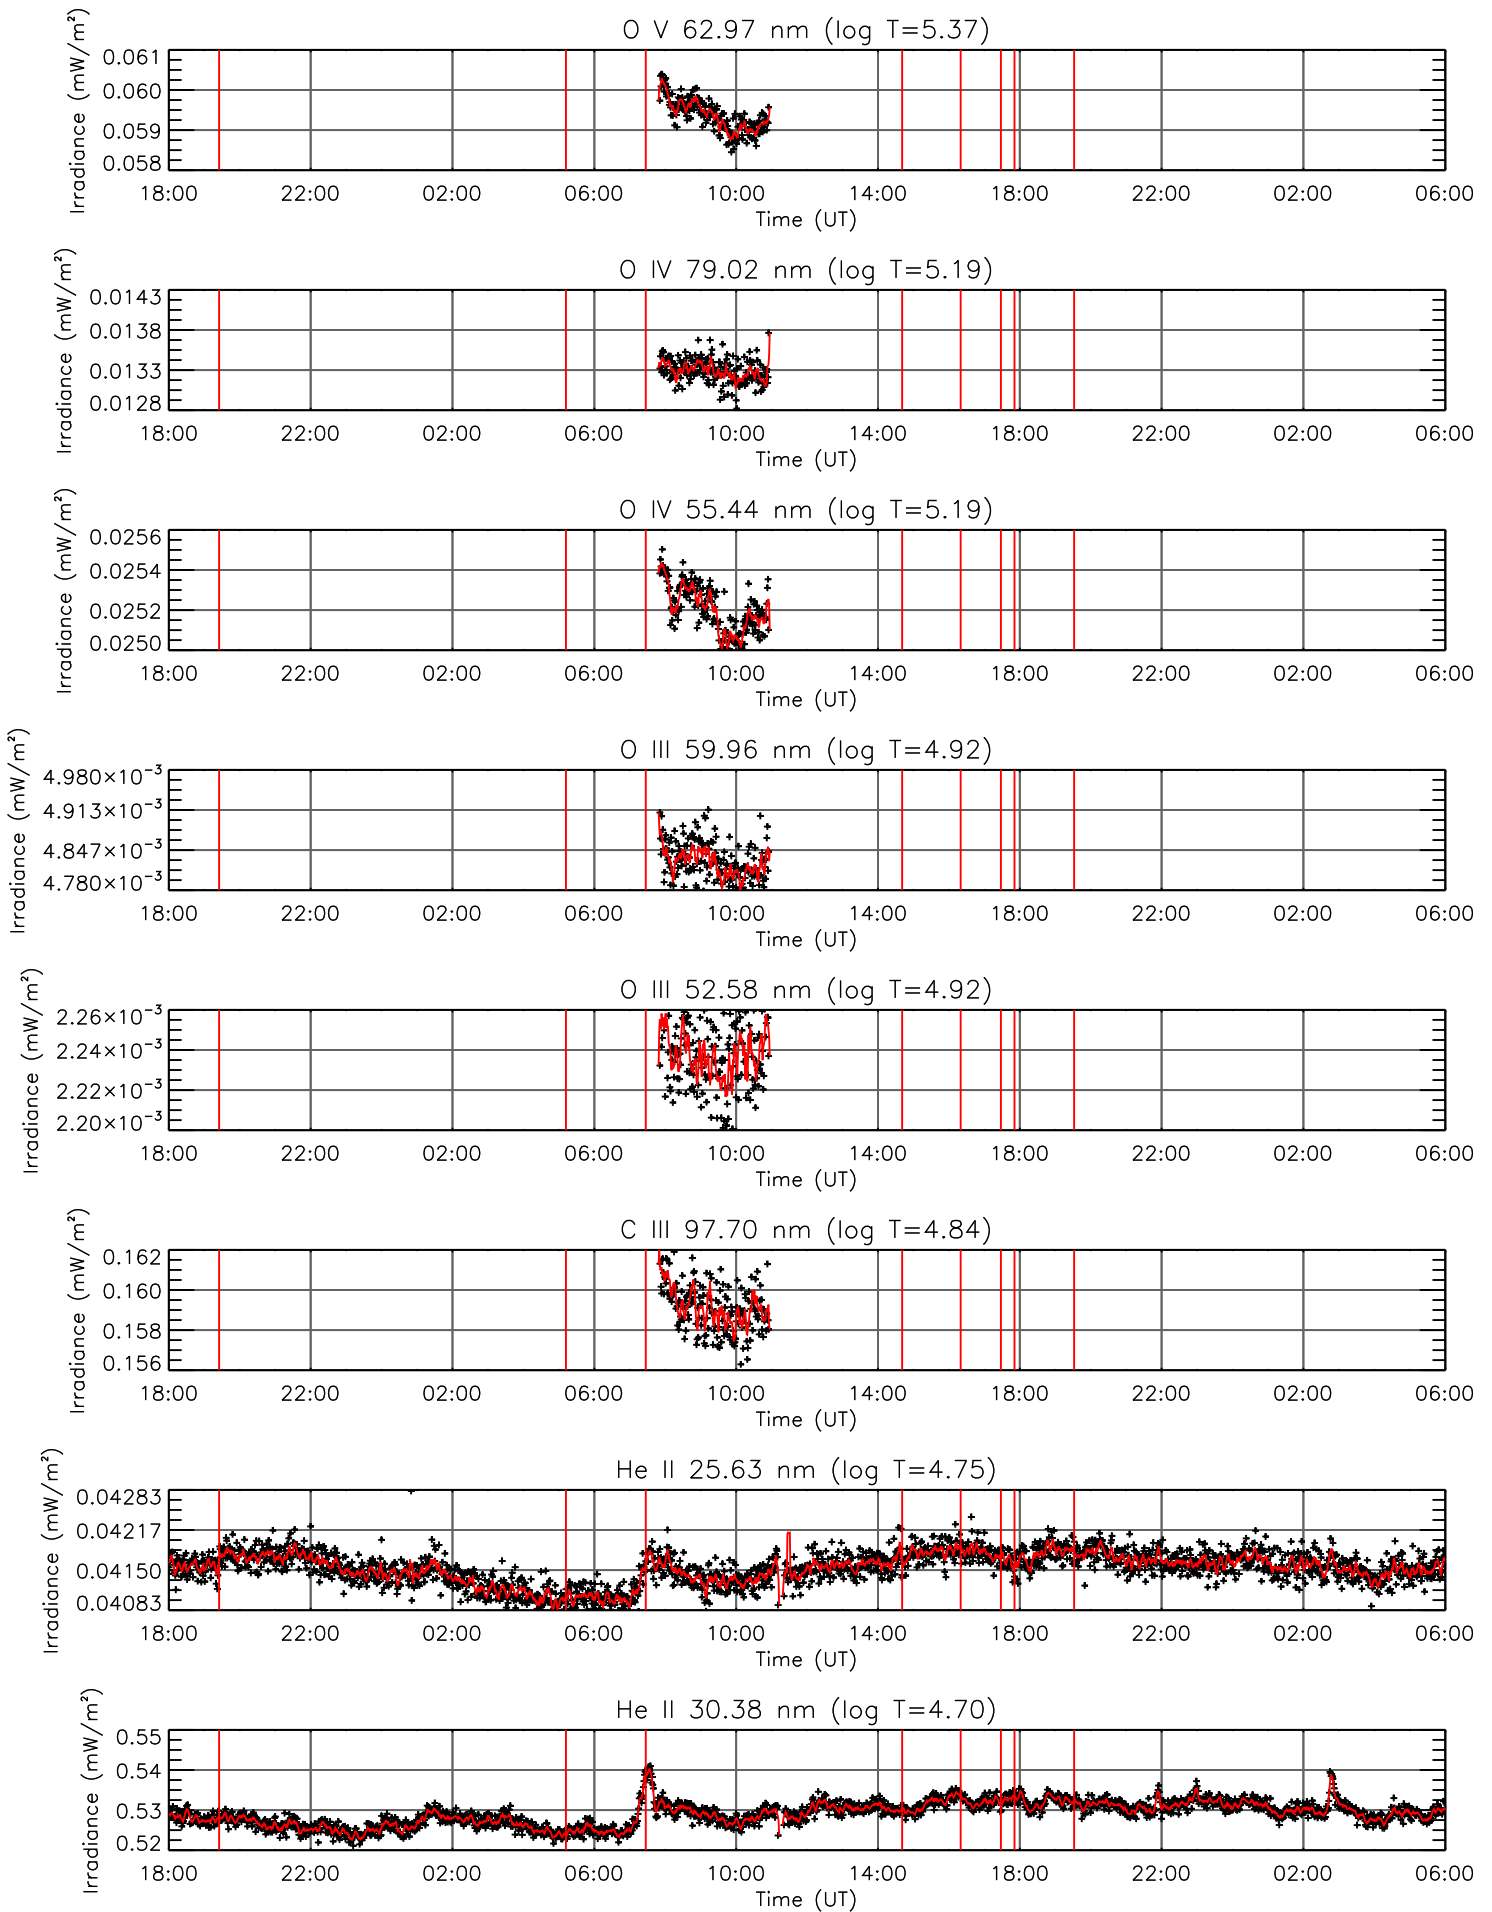 O V 62.97 nm (log T=5.37)
Irradiance (mW/m²)
0.061
0.060
0.059
0.058
18:00 22:00 02:00 06:00 10:00 14:00 18:00 22:00 02:00 06:00
Time (UT)
O IV 79.02 nm (log T=5.19)
Irradiance (mW/m²)
0.0143
0.0138
0.0133
0.0128
18:00 22:00 02:00 06:00 10:00 14:00 18:00 22:00 02:00 06:00
Time (UT)
O IV 55.44 nm (log T=5.19)
Irradiance (mW/m²)
0.0256
0.0254
0.0252
0.0250
18:00 22:00 02:00 06:00 10:00 14:00 18:00 22:00 02:00 06:00
Time (UT)
O III 59.96 nm (log T=4.92)
Irradiance (mW/m²)
4.980×10⁻³
4.913×10⁻³
4.847×10⁻³
4.780×10⁻³
18:00 22:00 02:00 06:00 10:00 14:00 18:00 22:00 02:00 06:00
Time (UT)
O III 52.58 nm (log T=4.92)
Irradiance (mW/m²)
2.26×10⁻³
2.24×10⁻³
2.22×10⁻³
2.20×10⁻³
18:00 22:00 02:00 06:00 10:00 14:00 18:00 22:00 02:00 06:00
Time (UT)
C III 97.70 nm (log T=4.84)
Irradiance (mW/m²)
0.162
0.160
0.158
0.156
18:00 22:00 02:00 06:00 10:00 14:00 18:00 22:00 02:00 06:00
Time (UT)
He II 25.63 nm (log T=4.75)
Irradiance (mW/m²)
0.04283
0.04217
0.04150
0.04083
18:00 22:00 02:00 06:00 10:00 14:00 18:00 22:00 02:00 06:00
Time (UT)
He II 30.38 nm (log T=4.70)
Irradiance (mW/m²)
0.55
0.54
0.53
0.52
18:00 22:00 02:00 06:00 10:00 14:00 18:00 22:00 02:00 06:00
Time (UT)